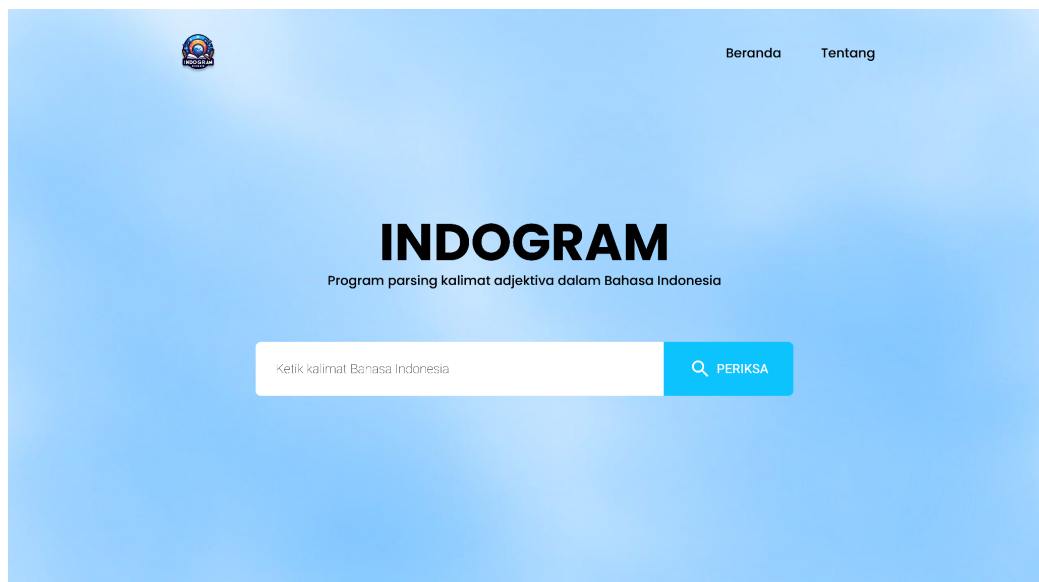 INDOGRAM
Beranda
Tentang
INDOGRAM
Program parsing kalimat adjektiva dalam Bahasa Indonesia
Ketik kalimat Bahasa Indonesia
PERIKSA